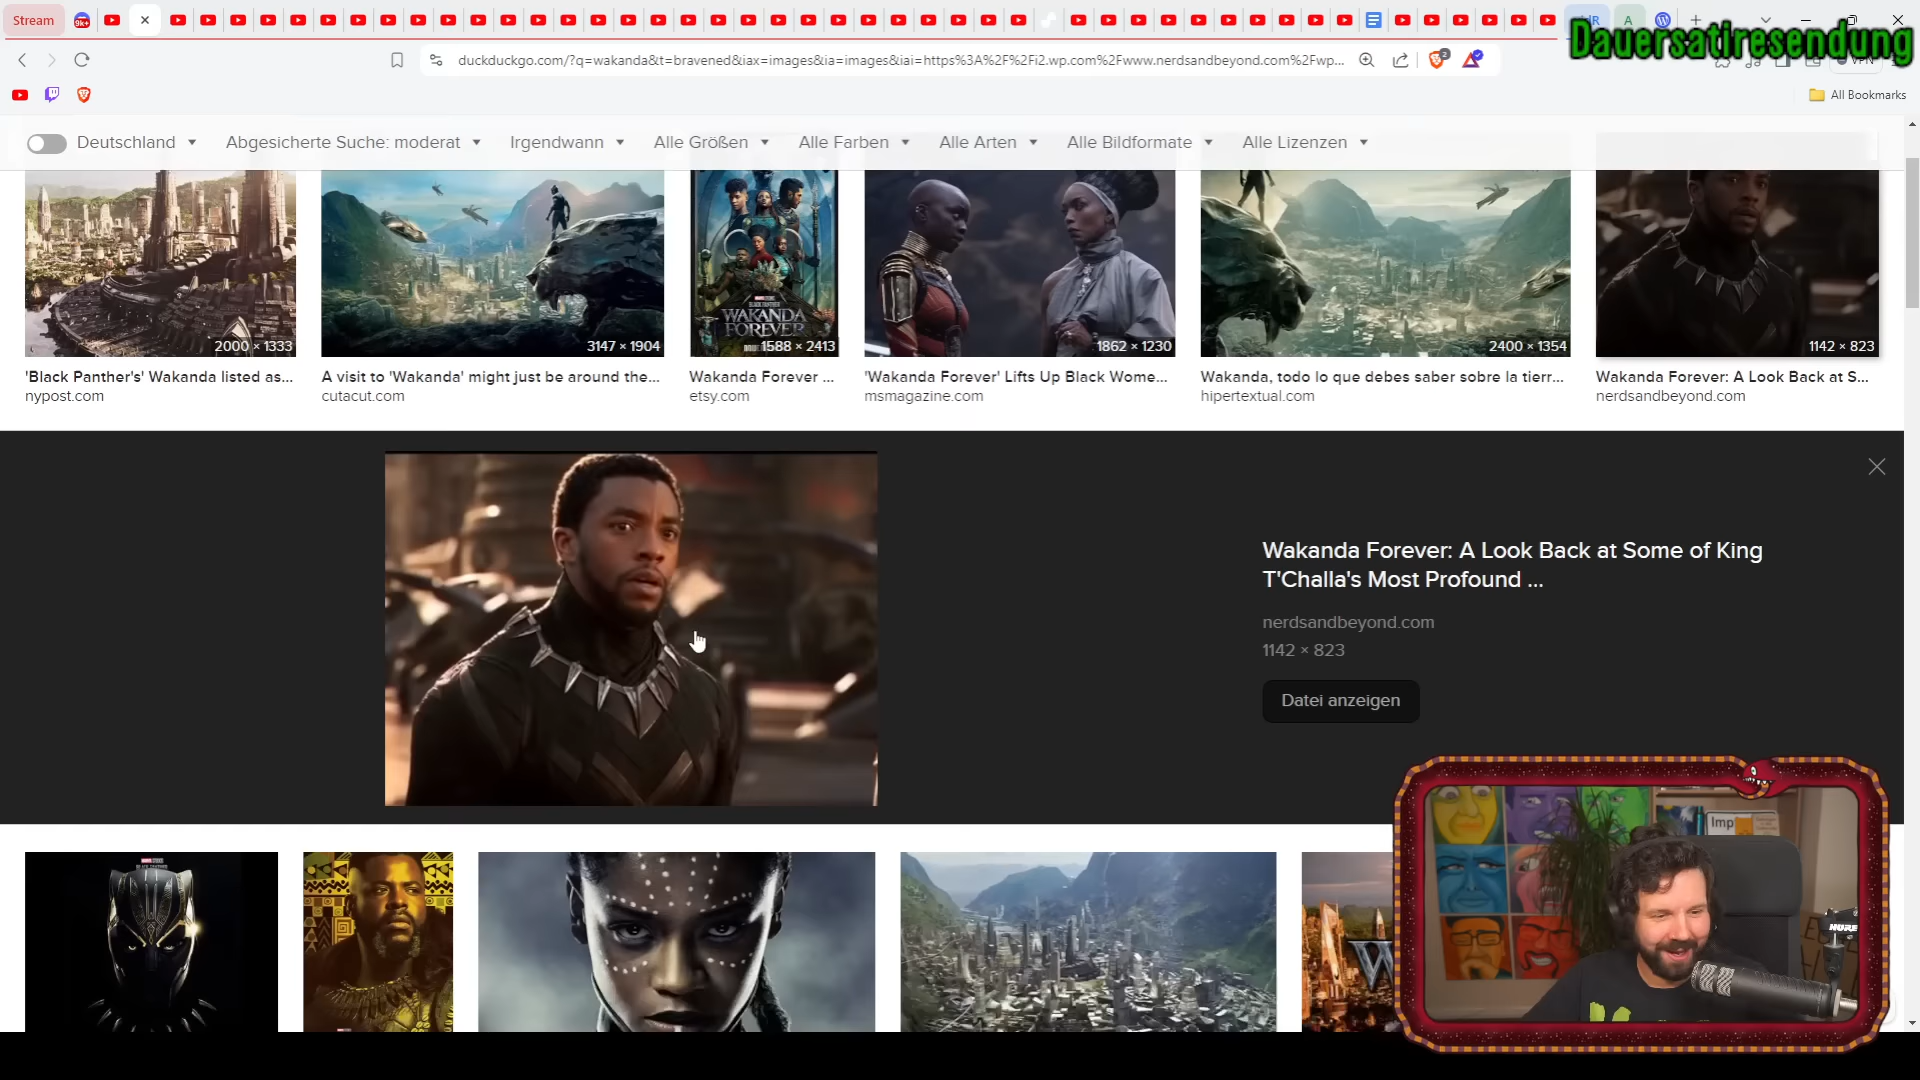 Stream
9k+
A
Dauersatiresendung
duckduckgo.com/?q=wakanda&t=bravened&iax=images&ia=images&iai=https%3A%2F%2Fi2.wp.com%2Fwww.nerdsandbeyond.com%2Fwp...
2
VPN
All Bookmarks
Deutschland
Abgesicherte Suche: moderat
Irgendwann
Alle Größen
Alle Farben
Alle Arten
Alle Bildformate
Alle Lizenzen
2000 × 1333
'Black Panther's' Wakanda listed as...
nypost.com
3147 × 1904
A visit to 'Wakanda' might just be around the...
cutacut.com
WAKANDA
FOREVER
1588 × 2413
Wakanda Forever ...
etsy.com
1862 × 1230
'Wakanda Forever' Lifts Up Black Wome...
msmagazine.com
2400 × 1354
Wakanda, todo lo que debes saber sobre la tierr...
hipertextual.com
1142 × 823
Wakanda Forever: A Look Back at S...
nerdsandbeyond.com
Wakanda Forever: A Look Back at Some of King
T'Challa's Most Profound ...
nerdsandbeyond.com
1142 × 823
Datei anzeigen
W
Imp